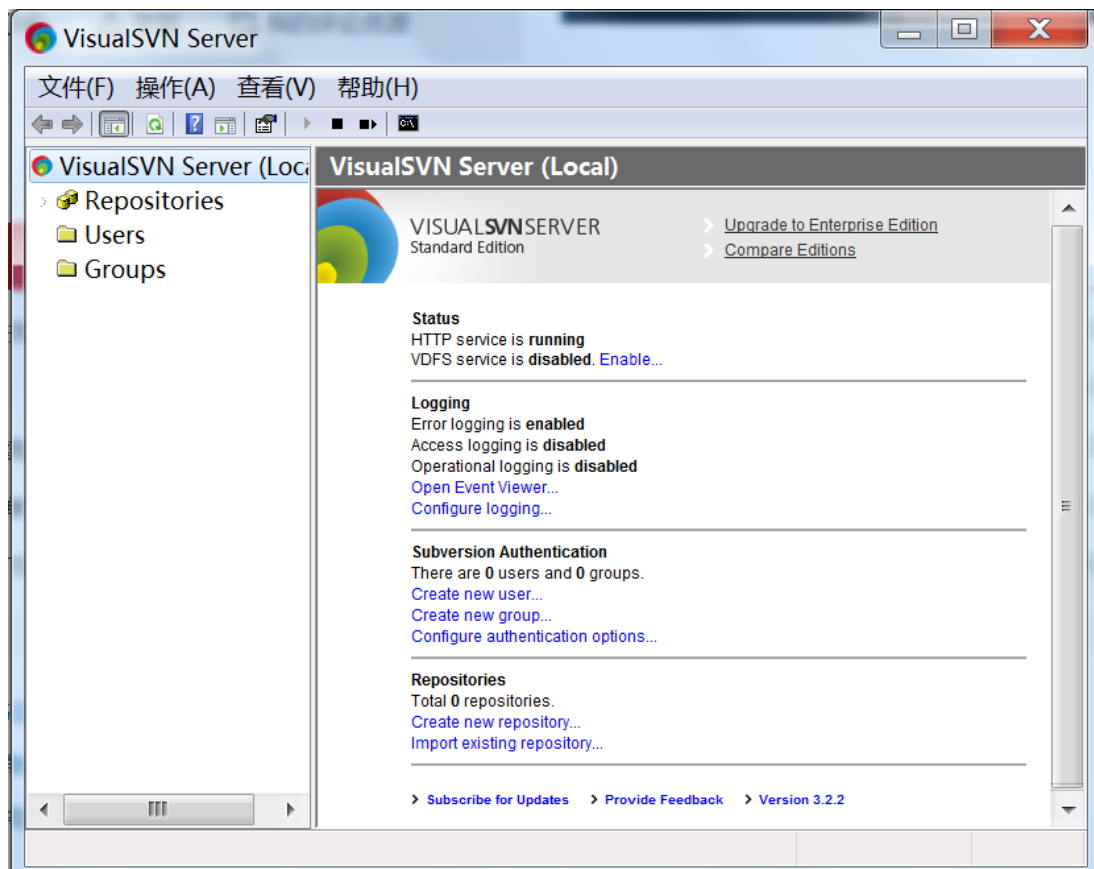 VisualSVN Server
文件(F) 操作(A) 查看(V) 帮助(H)
VisualSVN Server (Loca
Repositories
Users
Groups
VisualSVN Server (Local)
VISUALSVNSERVER
Standard Edition
Upgrade to Enterprise Edition
Compare Editions
Status
HTTP service is running
VDFS service is disabled. Enable...
Logging
Error logging is enabled
Access logging is disabled
Operational logging is disabled
Open Event Viewer...
Configure logging...
Subversion Authentication
There are 0 users and 0 groups.
Create new user...
Create new group...
Configure authentication options...
Repositories
Total 0 repositories.
Create new repository...
Import existing repository...
Subscribe for Updates Provide Feedback Version 3.2.2